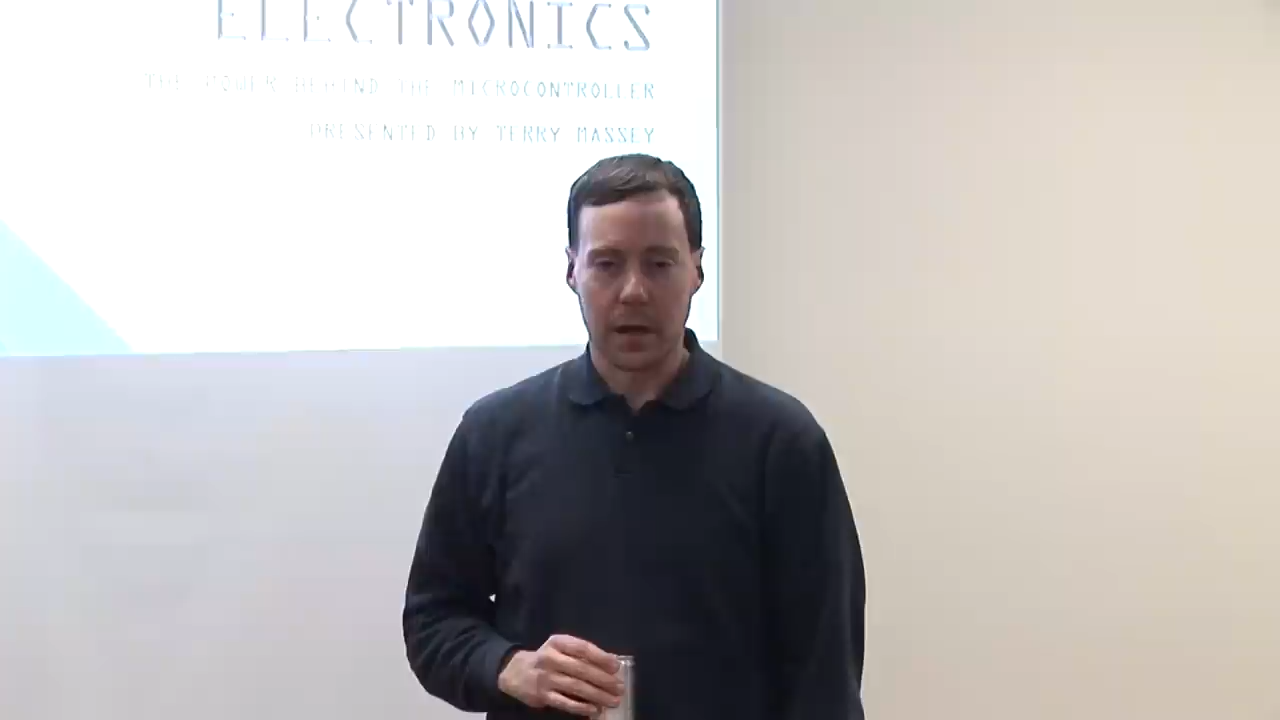 ELECTRONICS
THE POWER BEHIND THE MICROCONTROLLER
PRESENTED BY TERRY MASSEY